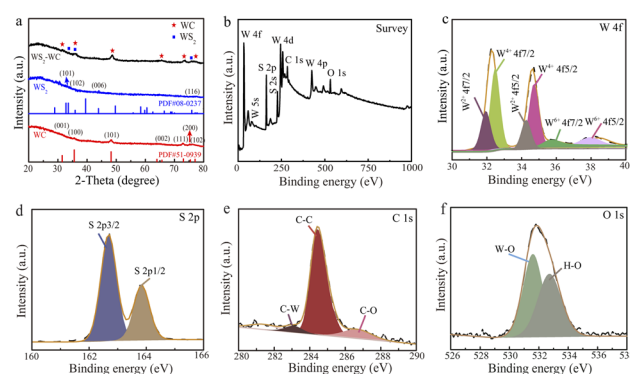 a
WC
WS2
WS2-WC
(101)
(102)
(006)
(116)
WS2
PDF#08-0237
(001)
(100)
(101)
(002)
(111)
(200)
(102)
WC
PDF#51-0939
20 30 40 50 60 70 80
2-Theta (degree)
Intensity (a.u.)
b
Survey
W 4f
W 5s
S 2p
S 2s
W 4d
C 1s
W 4p
O 1s
0 200 400 600 800 1000
Binding energy (eV)
Intensity (a.u.)
c
W 4f
W2- 4f7/2
W4+ 4f7/2
W2- 4f5/2
W4+ 4f5/2
W6+ 4f7/2
W6+ 4f5/2
30 32 34 36 38 40
Binding energy (eV)
Intensity (a.u.)
d
S 2p
S 2p3/2
S 2p1/2
160 162 164 166
Binding energy (eV)
Intensity (a.u.)
e
C 1s
C-C
C-W
C-O
280 282 284 286 288 290
Binding energy (eV)
Intensity (a.u.)
f
O 1s
W-O
H-O
526 528 530 532 534 536
Binding energy (eV)
Intensity (a.u.)